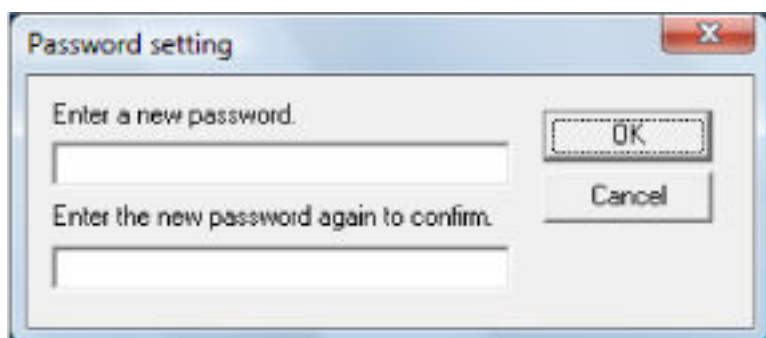 Password setting
Enter a new password.
OK
Cancel
Enter the new password again to confirm.